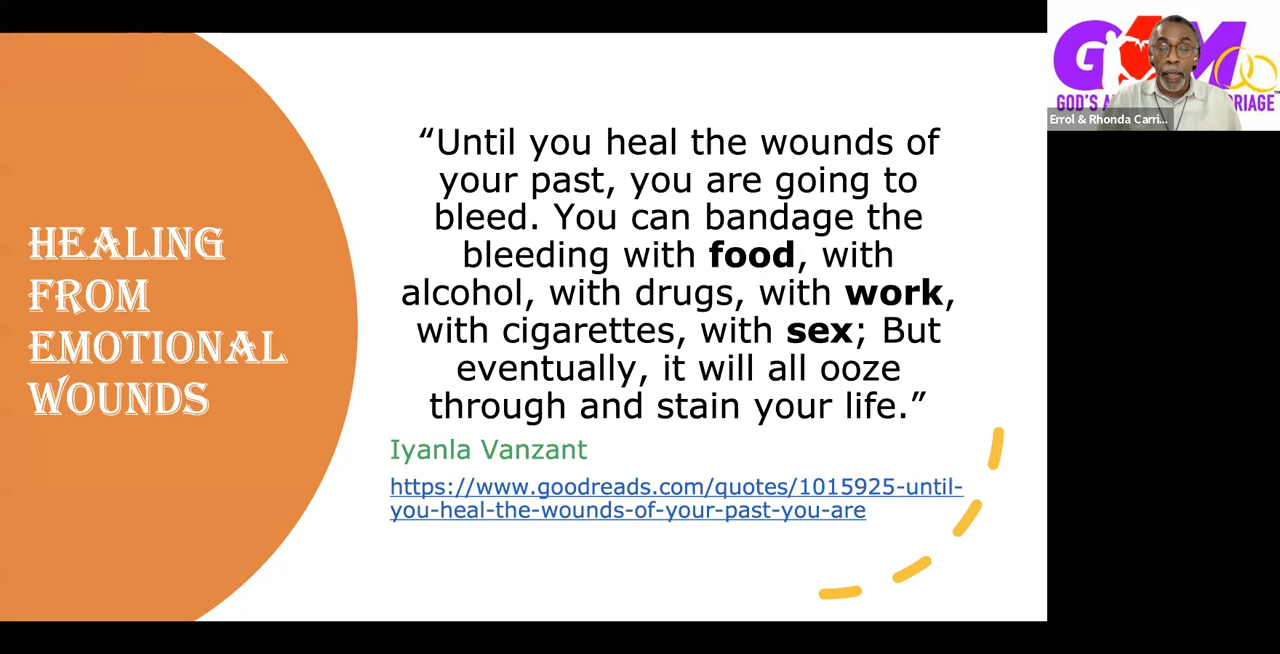 HEALING
FROM
EMOTIONAL
WOUNDS
“Until you heal the wounds of
your past, you are going to
bleed. You can bandage the
bleeding with food, with
alcohol, with drugs, with work,
with cigarettes, with sex; But
eventually, it will all ooze
through and stain your life.”
Iyanla Vanzant
https://www.goodreads.com/quotes/1015925-until-
you-heal-the-wounds-of-your-past-you-are
GOD'S
Errol & Rhonda Carri...